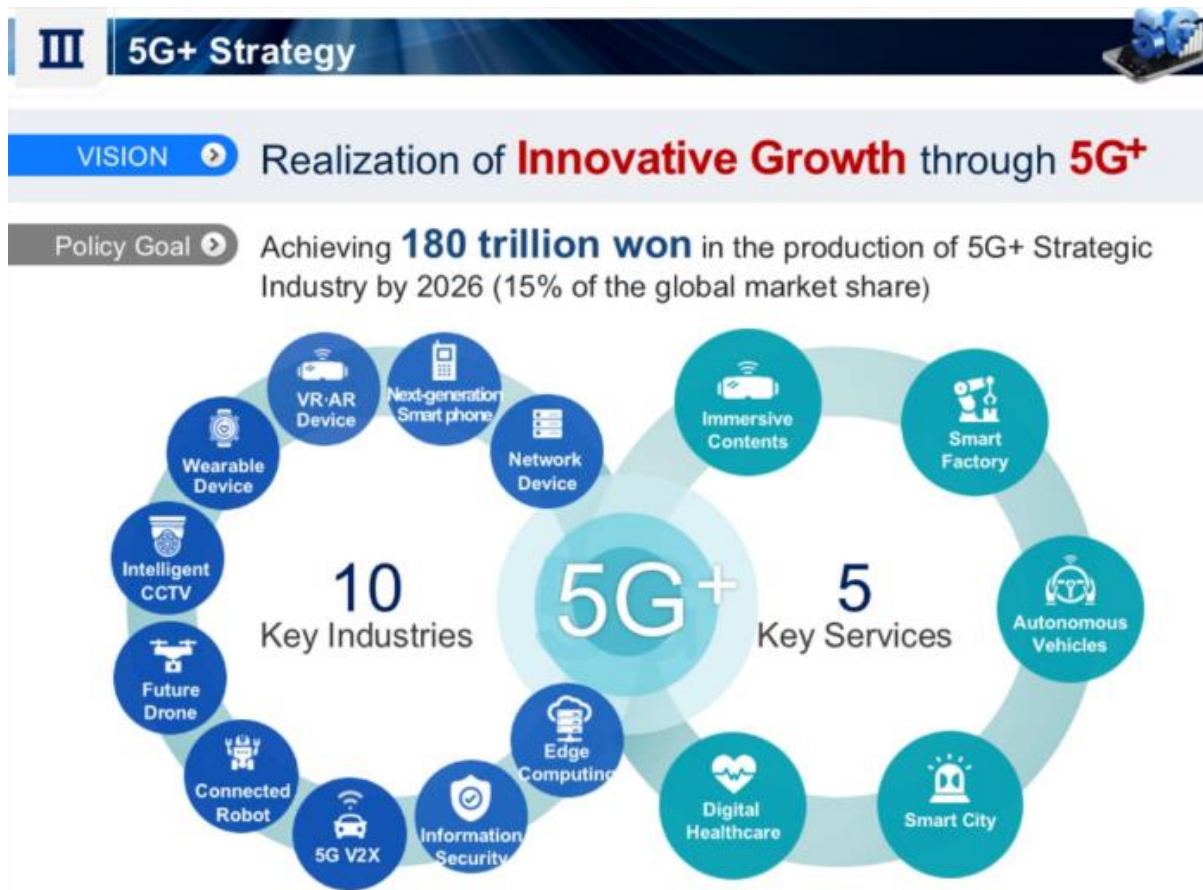 III
5G+ Strategy
5G
VISION
Realization of Innovative Growth through 5G+
Policy Goal
Achieving 180 trillion won in the production of 5G+ Strategic
Industry by 2026 (15% of the global market share)
Network
Device
Next-generation
Smart phone
VR·AR
Device
Wearable
Device
Intelligent
CCTV
Future
Drone
Connected
Robot
5G V2X
Information
Security
Edge
Computing
10
Key Industries
5G+
5
Key Services
Immersive
Contents
Smart
Factory
Autonomous
Vehicles
Smart City
Digital
Healthcare